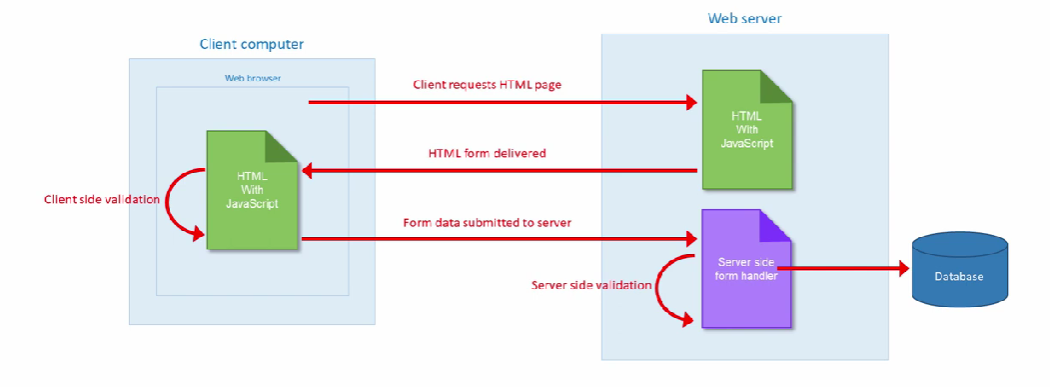 Web server
Client computer
Web browser
Client requests HTML page
HTML
With
JavaScript
HTML form delivered
HTML
With
JavaScript
Client side validation
Form data submitted to server
Server side
form handler
Server side validation
Database